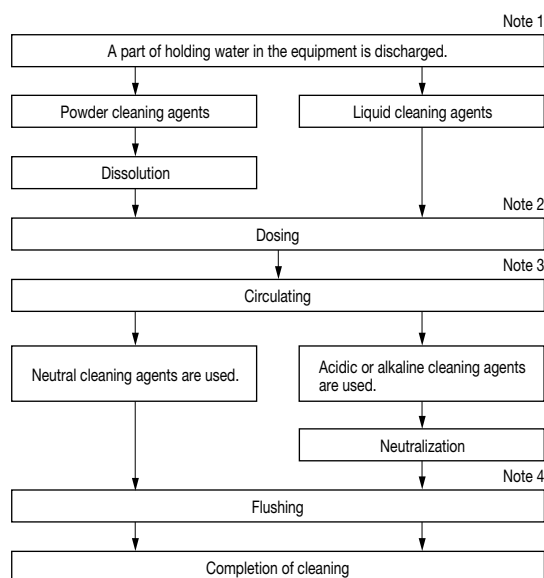 Note 1
A part of holding water in the equipment is discharged.
Powder cleaning agents
Liquid cleaning agents
Dissolution
Note 2
Dosing
Note 3
Circulating
Neutral cleaning agents are used.
Acidic or alkaline cleaning agents
are used.
Neutralization
Note 4
Flushing
Completion of cleaning